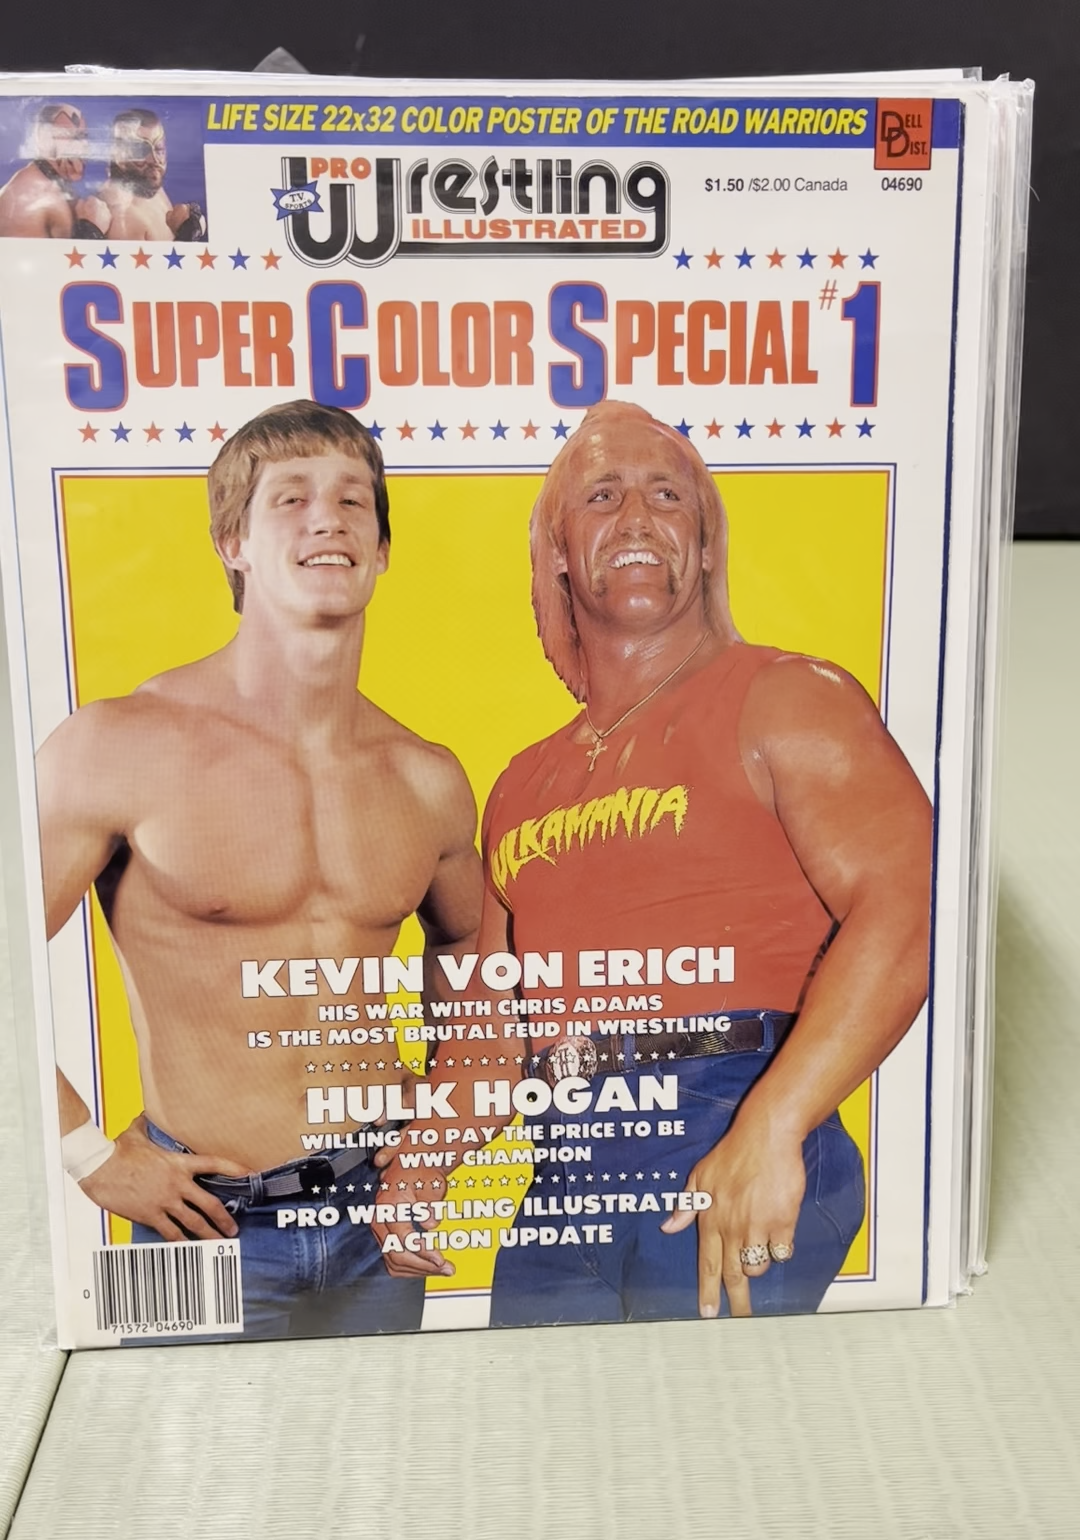 LIFE SIZE 22x32 COLOR POSTER OF THE ROAD WARRIORS
DELL DIST.
PRO Wrestling
TV SPORTS
ILLUSTRATED
$1.50 /$2.00 Canada
04690
SUPER COLOR SPECIAL #1
ULKAMANIA
KEVIN VON ERICH
HIS WAR WITH CHRIS ADAMS
IS THE MOST BRUTAL FEUD IN WRESTLING
HULK HOGAN
WILLING TO PAY THE PRICE TO BE
WWF CHAMPION
PRO WRESTLING ILLUSTRATED
ACTION UPDATE
01
0 71572 04690